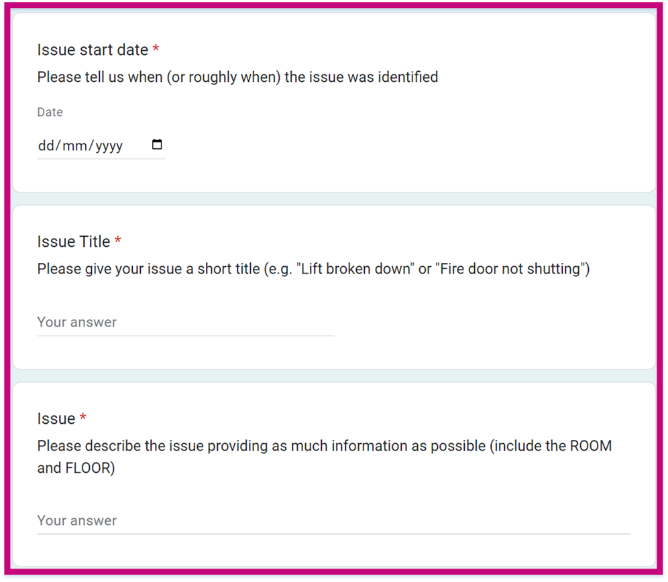 Issue start date *
Please tell us when (or roughly when) the issue was identified
Date
dd/mm/yyyy
Issue Title *
Please give your issue a short title (e.g. "Lift broken down" or "Fire door not shutting")
Your answer
Issue *
Please describe the issue providing as much information as possible (include the ROOM
and FLOOR)
Your answer